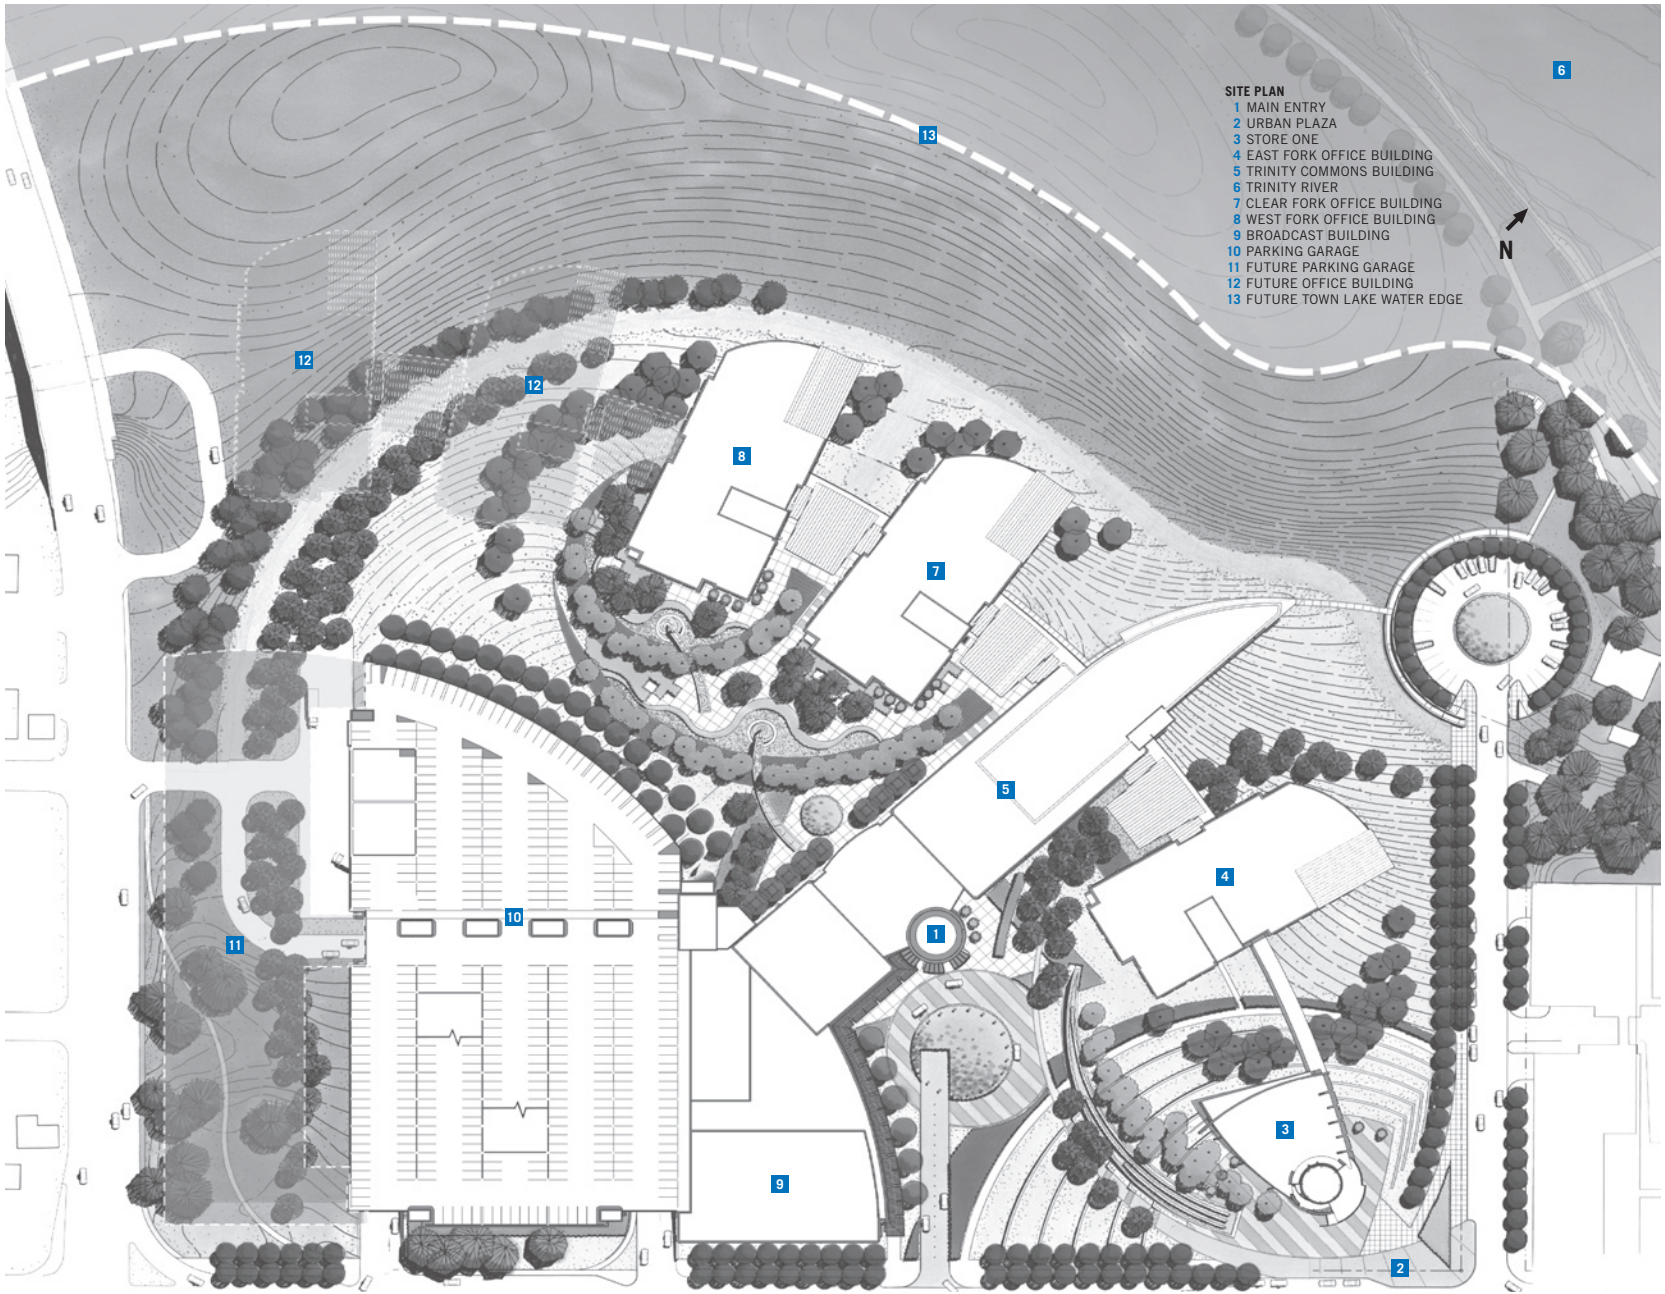 6
SITE PLAN
1 MAIN ENTRY
2 URBAN PLAZA
3 STORE ONE
4 EAST FORK OFFICE BUILDING
5 TRINITY COMMONS BUILDING
6 TRINITY RIVER
7 CLEAR FORK OFFICE BUILDING
8 WEST FORK OFFICE BUILDING
9 BROADCAST BUILDING
10 PARKING GARAGE
11 FUTURE PARKING GARAGE
12 FUTURE OFFICE BUILDING
13 FUTURE TOWN LAKE WATER EDGE
13
N
12
12
8
7
5
4
10
1
11
3
9
2